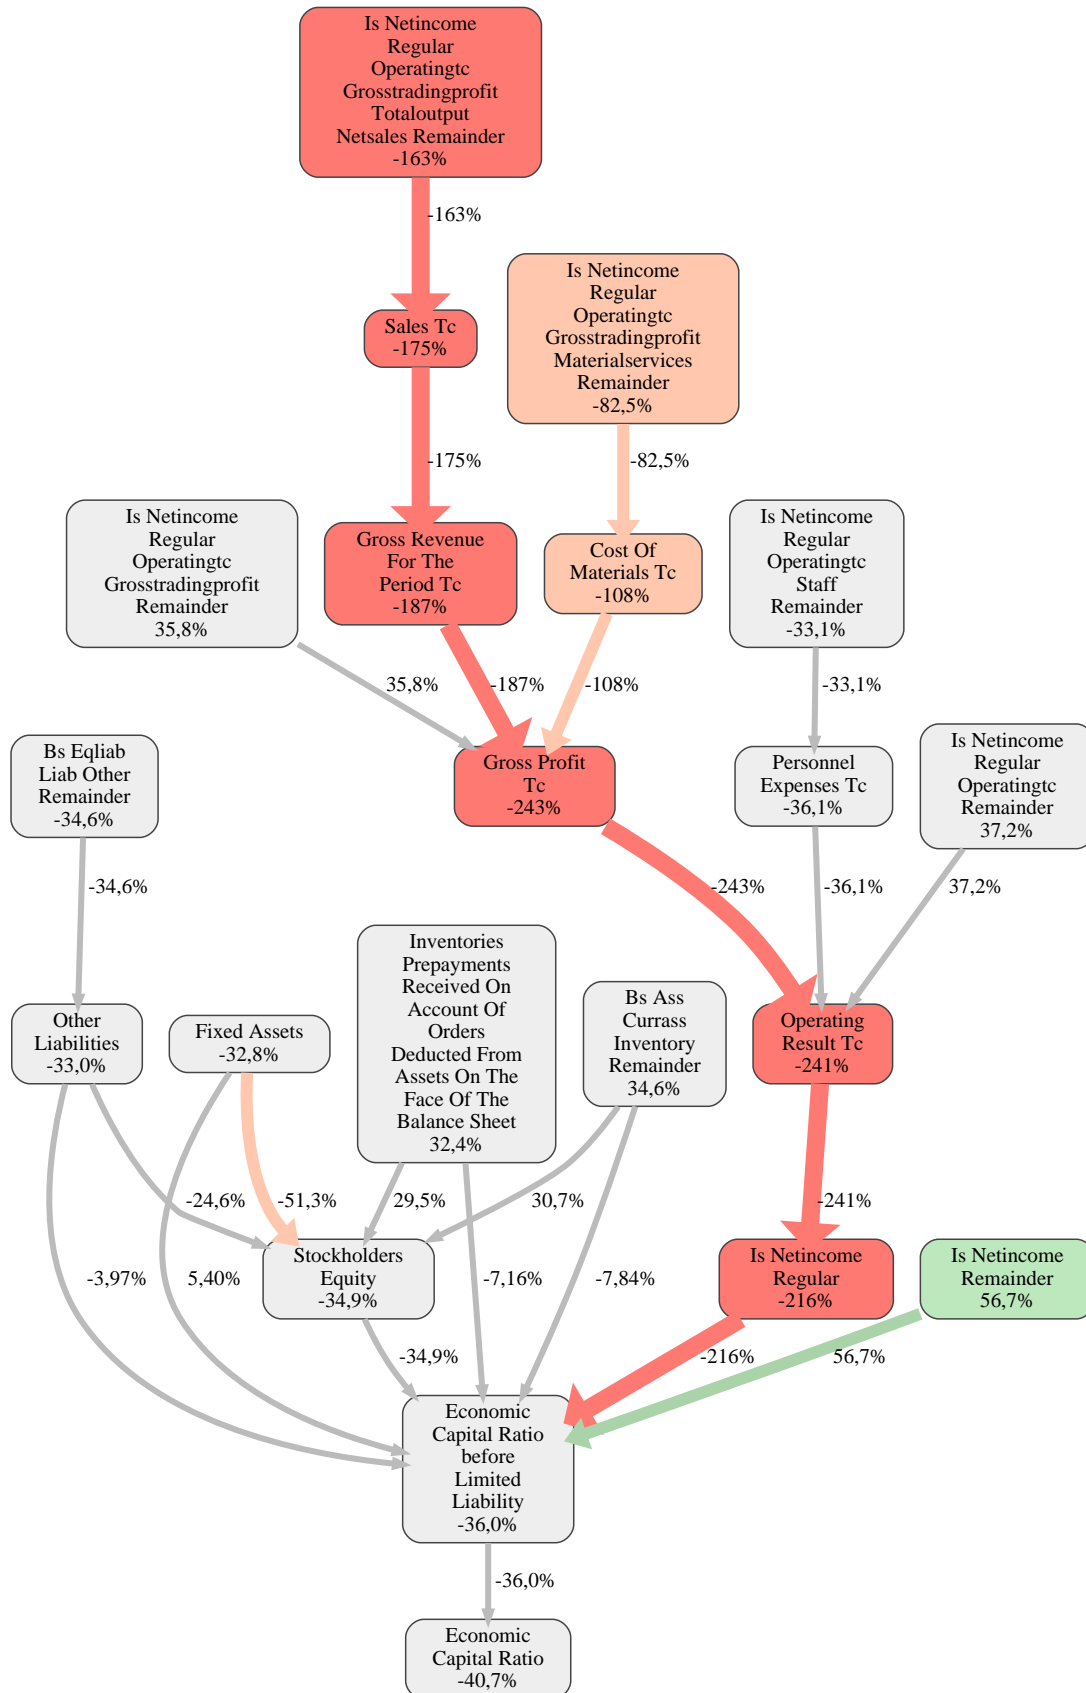 Is Netincome
Regular
Operatingtc
Grosstradingprofit
Totaloutput
Netsales Remainder
-163%
-163%
Is Netincome
Regular
Operatingtc
Grosstradingprofit
Materialservices
Remainder
-82,5%
Sales Tc
-175%
-175%
-82,5%
Is Netincome
Regular
Operatingtc
Grosstradingprofit
Remainder
35,8%
Gross Revenue
For The
Period Tc
-187%
Cost Of
Materials Tc
-108%
Is Netincome
Regular
Operatingtc
Staff
Remainder
-33,1%
35,8%
-187%
-108%
-33,1%
Bs Eqliab
Liab Other
Remainder
-34,6%
Gross Profit
Tc
-243%
Personnel
Expenses Tc
-36,1%
Is Netincome
Regular
Operatingtc
Remainder
37,2%
-34,6%
-243%
-36,1%
37,2%
Inventories
Prepayments
Received On
Account Of
Orders
Deducted From
Assets On The
Face Of The
Balance Sheet
32,4%
Bs Ass
Currass
Inventory
Remainder
34,6%
Other
Liabilities
-33,0%
Fixed Assets
-32,8%
Operating
Result Tc
-241%
-24,6%
-51,3%
29,5%
30,7%
-241%
-3,97%
5,40%
Stockholders
Equity
-34,9%
-7,16%
-7,84%
Is Netincome
Regular
-216%
Is Netincome
Remainder
56,7%
-34,9%
-216%
56,7%
Economic
Capital Ratio
before
Limited
Liability
-36,0%
-36,0%
Economic
Capital Ratio
-40,7%